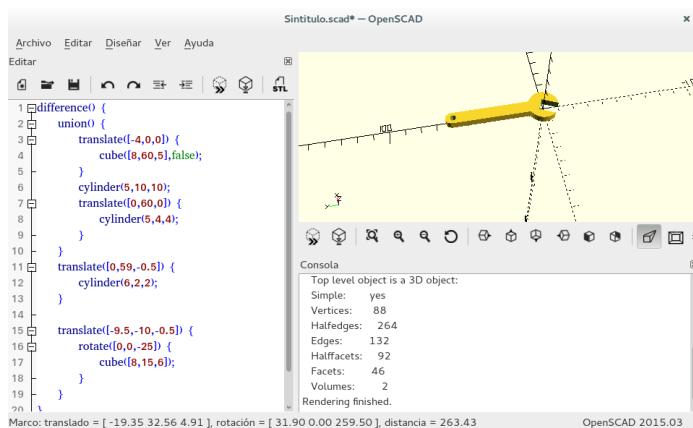 Sintitulo.scad* — OpenSCAD
Archivo Editar Diseñar Ver Ayuda
Editar
STL
1 difference() {
2 union() {
3 translate([-4,0,0]) {
4 cube([8,60,5],false);
5 }
6 cylinder(5,10,10);
7 translate([0,60,0]) {
8 cylinder(5,4,4);
9 }
10 }
11 translate([0,59,-0.5]) {
12 cylinder(6,2,2);
13 }
14
15 translate([-9.5,-10,-0.5]) {
16 rotate([0,0,-25]) {
17 cube([8,15,6]);
18 }
19 }
20 }
100
Consola
Top level object is a 3D object:
Simple: yes
Vertices: 88
Halfedges: 264
Edges: 132
Halffacets: 92
Facets: 46
Volumes: 2
Rendering finished.
Marco: translado = [ -19.35 32.56 4.91 ], rotación = [ 31.90 0.00 259.50 ], distancia = 263.43
OpenSCAD 2015.03